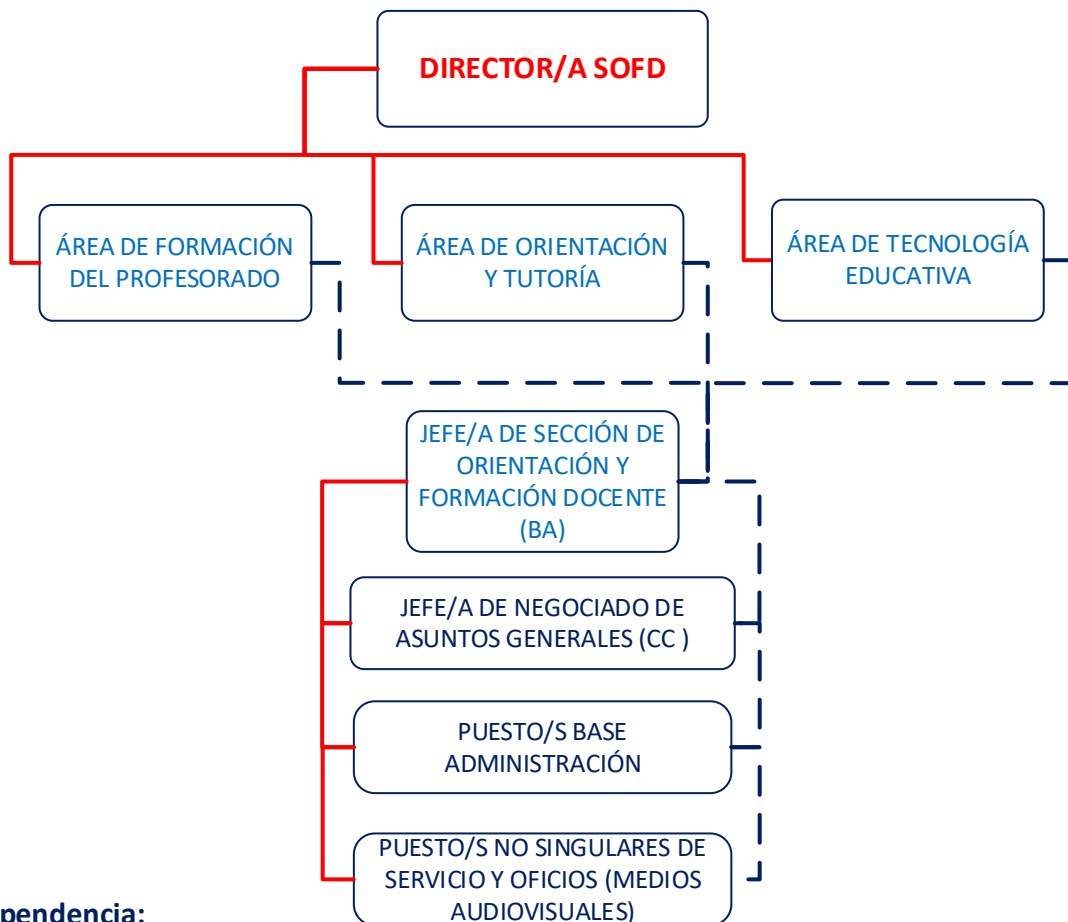 DIRECTOR/A SOFD
ÁREA DE FORMACIÓN
DEL PROFESORADO
ÁREA DE ORIENTACIÓN
Y TUTORÍA
ÁREA DE TECNOLOGÍA
EDUCATIVA
JEFE/A DE SECCIÓN DE
ORIENTACIÓN Y
FORMACIÓN DOCENTE
(BA)
JEFE/A DE NEGOCIADO DE
ASUNTOS GENERALES (CC )
PUESTO/S BASE
ADMINISTRACIÓN
PUESTO/S NO SINGULARES DE
SERVICIO Y OFICIOS (MEDIOS
AUDIOVISUALES)
pendencia: